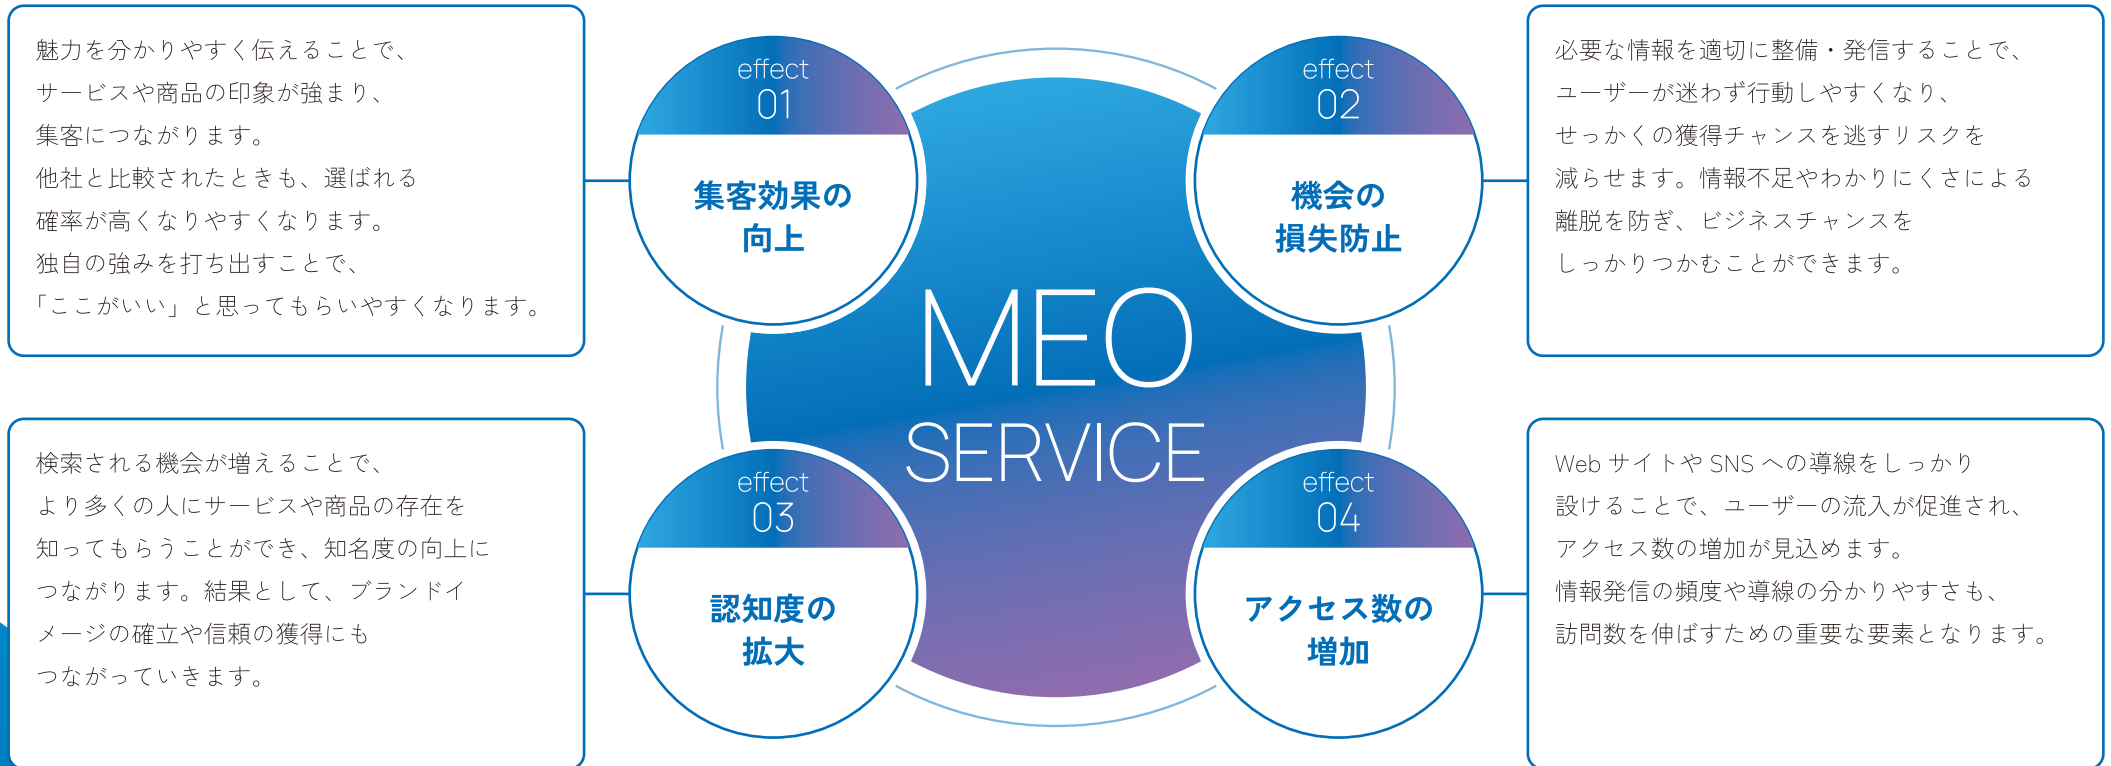 魅力を分かりやすく伝えることで、
サービスや商品の印象が強まり、
集客につながります。
他社と比較されたときも、選ばれる
確率が高くなりやすくなります。
独自の強みを打ち出すことで、
「ここがいい」と思ってもらいやすくなります。
effect
01
集客効果の
向上
effect
02
機会の
損失防止
必要な情報を適切に整備・発信することで、
ユーザーが迷わず行動しやすくなり、
せっかくの獲得チャンスを逃すリスクを
減らせます。情報不足やわかりにくさによる
離脱を防ぎ、ビジネスチャンスを
しっかりつかむことができます。
MEO
SERVICE
検索される機会が増えることで、
より多くの人にサービスや商品の存在を
知ってもらうことができ、知名度の向上に
つながります。結果として、ブランドイ
メージの確立や信頼の獲得にも
つながっていきます。
effect
03
認知度の
拡大
effect
04
アクセス数の
増加
Web サイトや SNS への導線をしっかり
設けることで、ユーザーの流入が促進され、
アクセス数の増加が見込めます。
情報発信の頻度や導線の分かりやすさも、
訪問数を伸ばすための重要な要素となります。